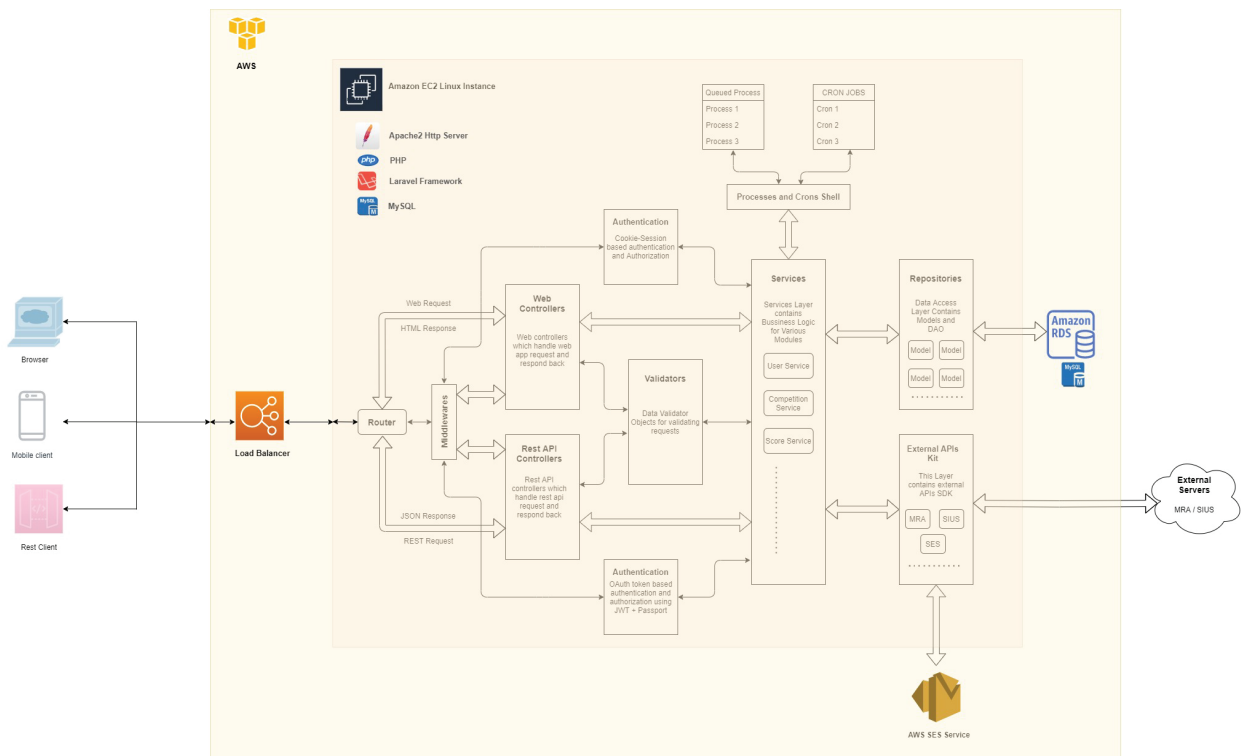 AWS
Amazon EC2 Linux Instance
Apache2 Http Server
php
PHP
Laravel Framework
MySQL
MySQL
Queued Process
Process 1
Process 2
Process 3
CRON JOBS
Cron 1
Cron 2
Cron 3
Processes and Crons Shell
Authentication
Cookie-Session
based authentication
and Authorization
Web Request
HTML Response
Web
Controllers
Web controllers
which handle web
app request and
respond back
Services
Services Layer
contains
Bussiness Logic
for Various
Modules
User Service
Competition
Service
Score Service
Repositories
Data Access
Layer Contains
Models and
DAO
Model
Model
Model
Model
Amazon
RDS
MySQL
Browser
Mobile client
Rest Client
Load Balancer
Router
Middlewares
Validators
Data Validator
Objects for validating
requests
Rest API
Controllers
Rest API
controllers which
handle rest api
request and
respond back
JSON Response
REST Request
Authentication
OAuth token based
authentication and
authorization using
JWT + Passport
External APIs
Kit
This Layer
contains external
APIs SDK
MRA
SIUS
SES
External
Servers
MRA / SIUS
AWS SES Service